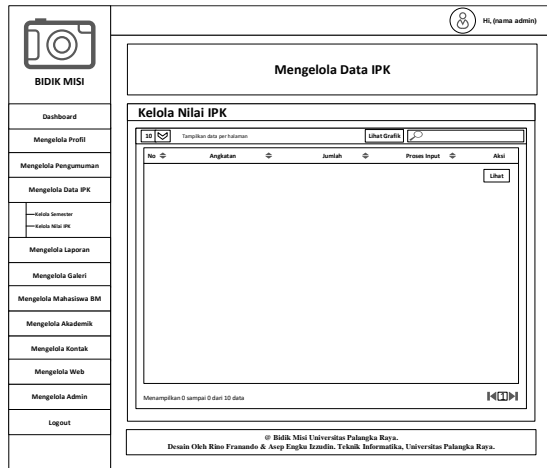 Hi, (nama admin)
BIDIK MISI
Mengelola Data IPK
Dashboard
Mengelola Profil
Mengelola Pengumuman
Mengelola Data IPK
Kelola Semester
Kelola Nilai IPK
Mengelola Laporan
Mengelola Galeri
Mengelola Mahasiswa BM
Mengelola Akademik
Mengelola Kontak
Mengelola Web
Mengelola Admin
Logout
Kelola Nilai IPK
10 Tampilkan data per halaman Lihat Grafik
No Angkatan Jumlah Proses Input Aksi
Lihat
Menampilkan 0 sampai 0 dari 10 data 1
@ Bidik Misi Universitas Palangka Raya.
Desain Oleh Rino Franando & Asep Engku Izzudin. Teknik Informatika, Universitas Palangka Raya.